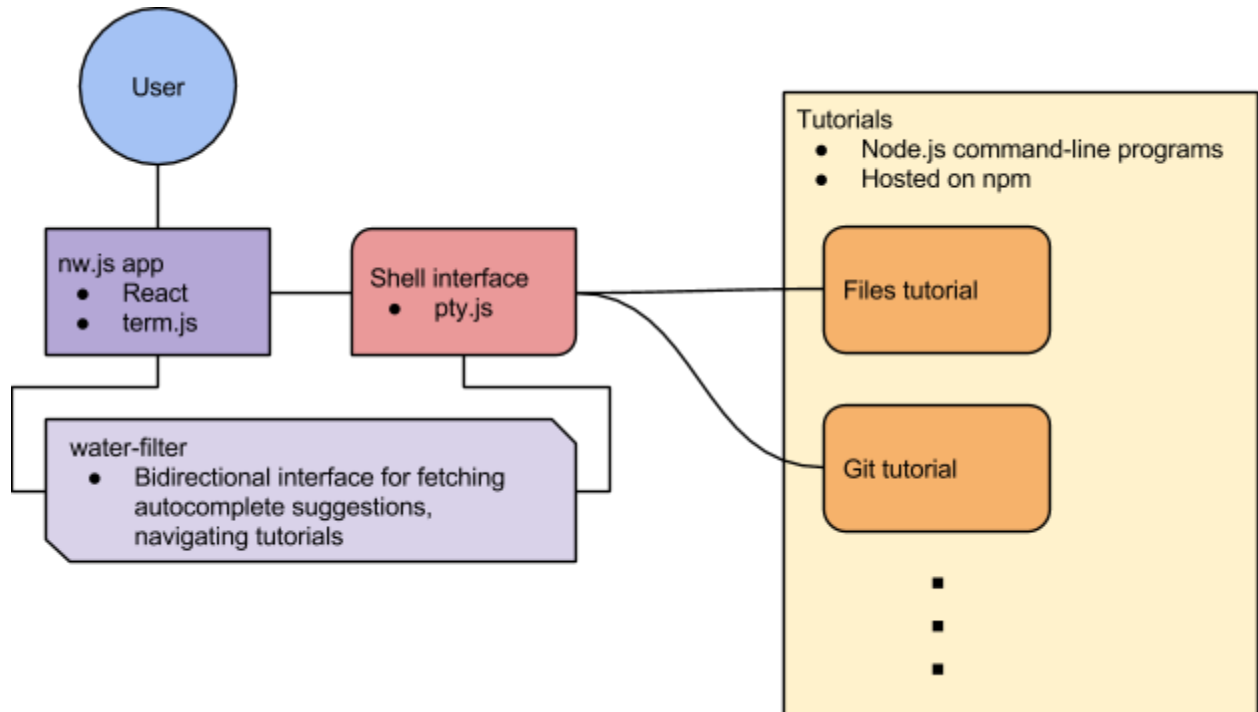 User
Tutorials
● Node.js command-line programs
● Hosted on npm
nw.js app
● React
● term.js
Shell interface
● pty.js
Files tutorial
water-filter
● Bidirectional interface for fetching
autocomplete suggestions,
navigating tutorials
Git tutorial